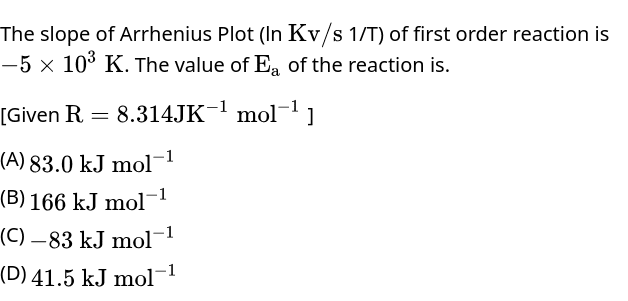 The slope of Arrhenius Plot (ln Kv/s 1/T) of first order reaction is
−5 × 10³ K. The value of Eₐ of the reaction is.
[Given R = 8.314JK⁻¹ mol⁻¹ ]
(A) 83.0 kJ mol⁻¹
(B) 166 kJ mol⁻¹
(C) −83 kJ mol⁻¹
(D) 41.5 kJ mol⁻¹